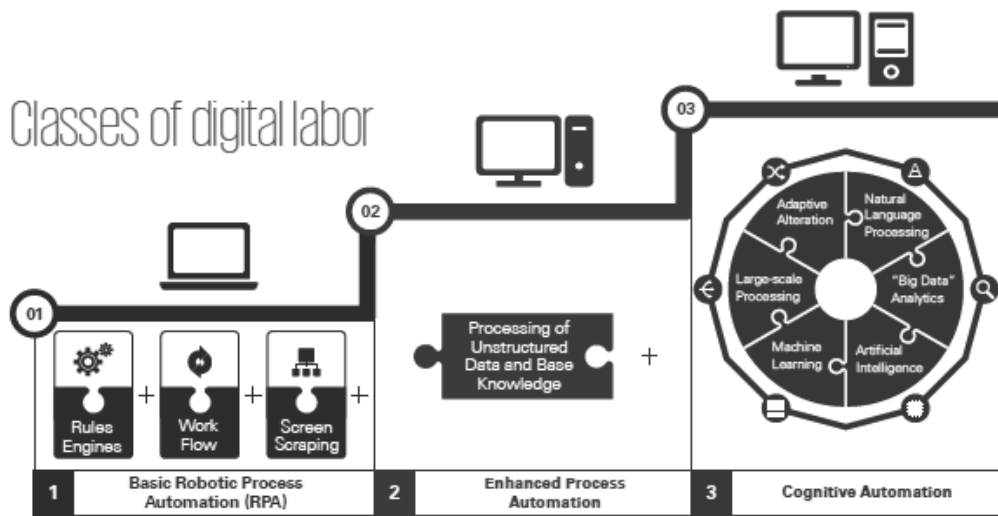 Classes of digital labor
01
02
03
Rules
Engines
+
Work
Flow
+
Screen
Scraping
+
Processing of
Unstructured
Data and Base
Knowledge
+
Adaptive
Alteration
Natural
Language
Processing
Large-scale
Processing
"Big Data"
Analytics
Machine
Learning
Artificial
Intelligence
1
Basic Robotic Process
Automation (RPA)
2
Enhanced Process
Automation
3
Cognitive Automation